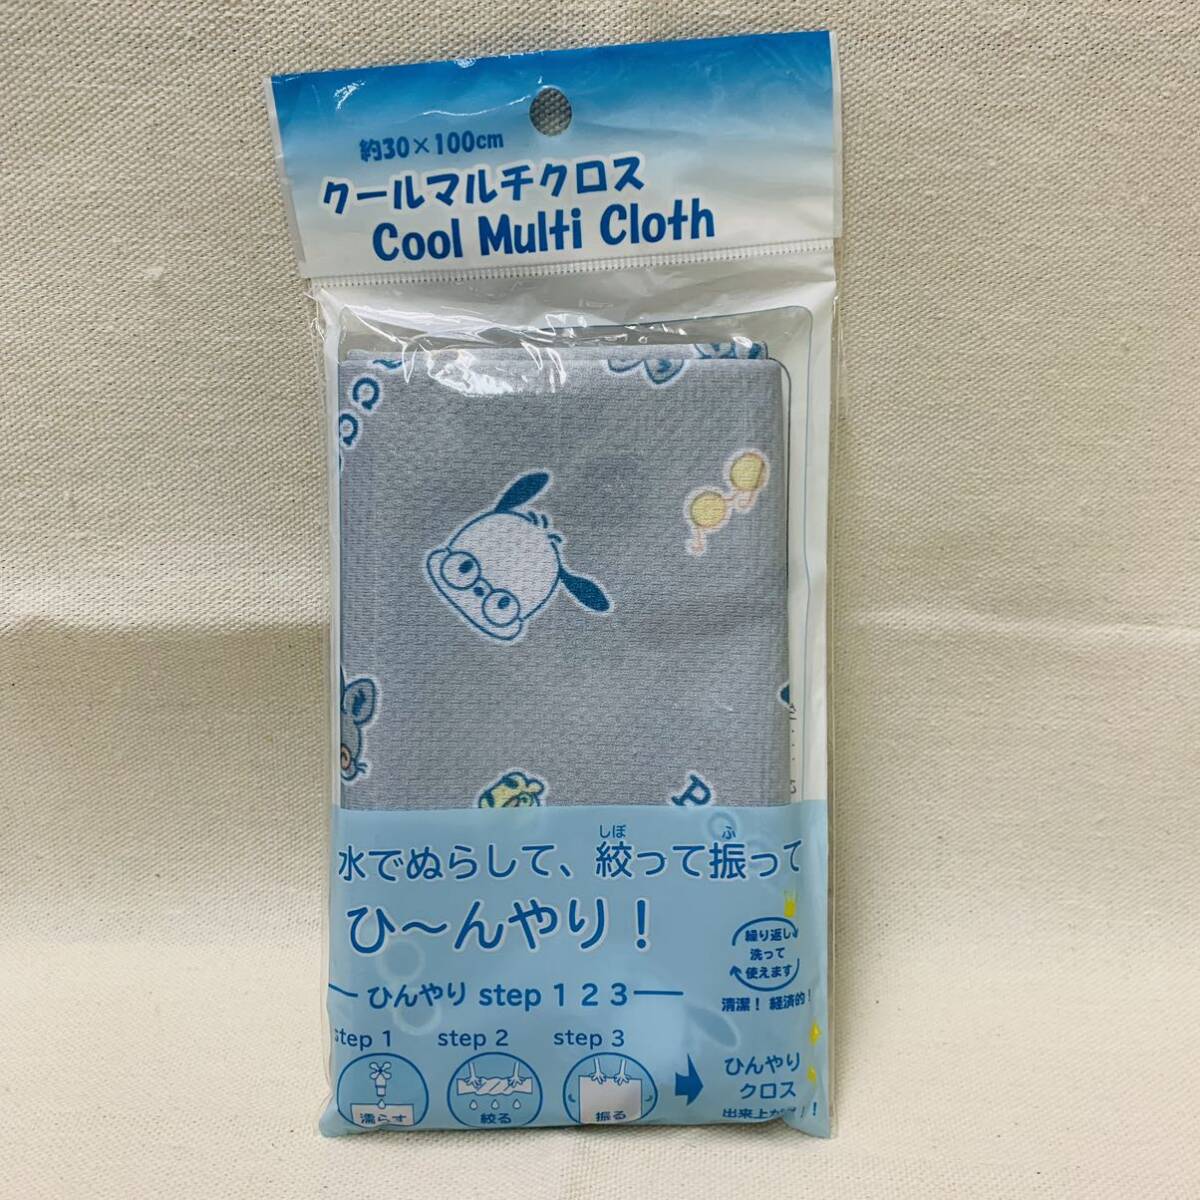 約30×100cm
クールマルチクロス
Cool Multi Cloth
しぼ ふ
水でぬらして、絞って振って
ひ～んやり！
繰り返し
洗って
使えます
清潔！経済的！
ひんやり step 1 2 3
step 1 step 2 step 3
濡らす 絞る 振る
ひんやり
クロス